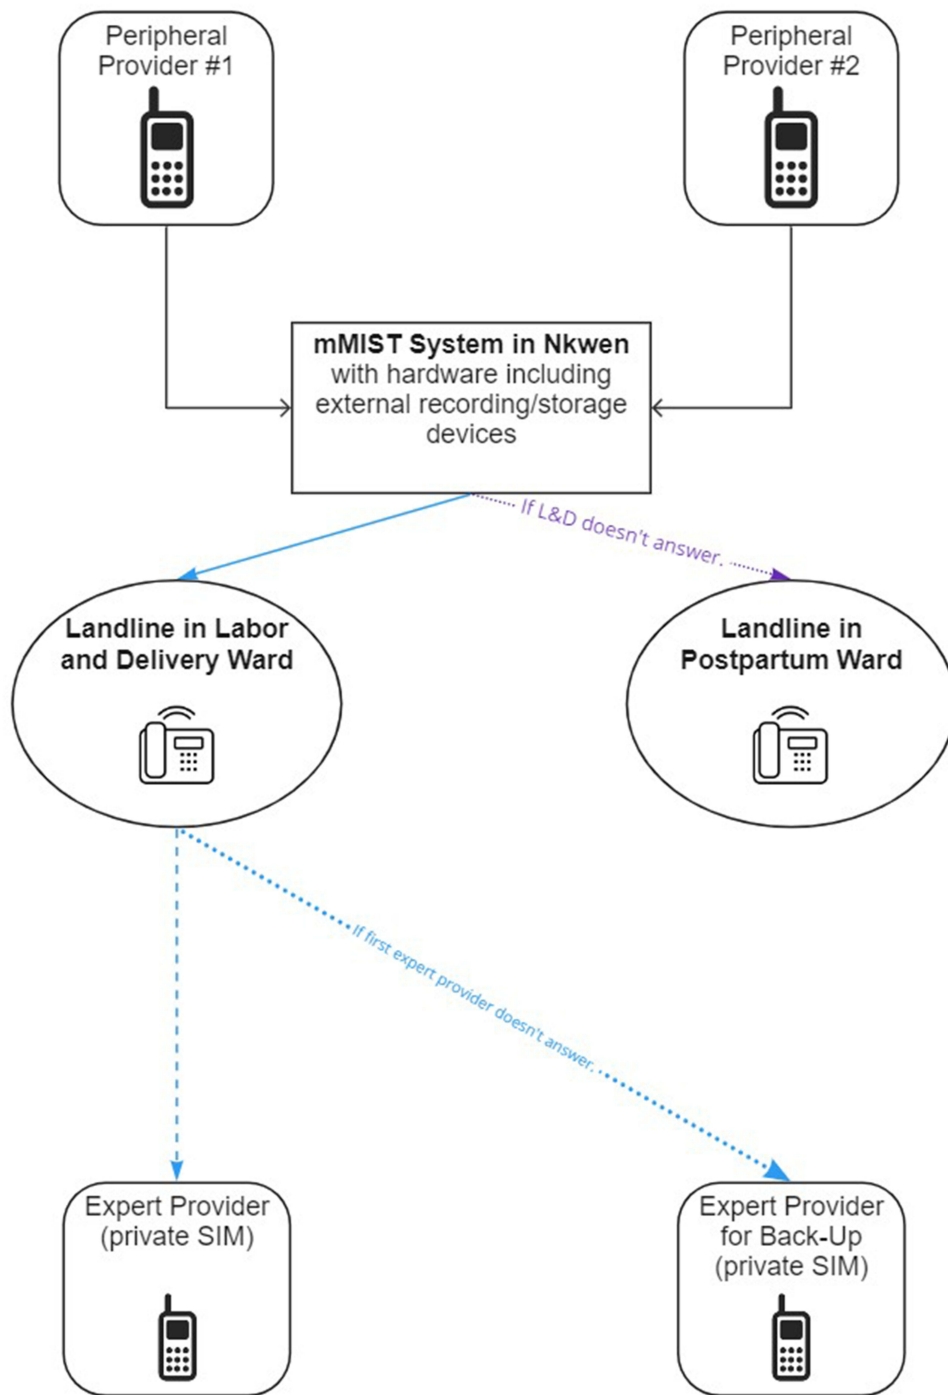 Peripheral
Provider #1
Peripheral
Provider #2
mMIST System in Nkwen
with hardware including
external recording/storage
devices
If L&D doesn't answer.
Landline in Labor
and Delivery Ward
Landline in
Postpartum Ward
If first expert provider doesn't answer.
Expert Provider
(private SIM)
Expert Provider
for Back-Up
(private SIM)